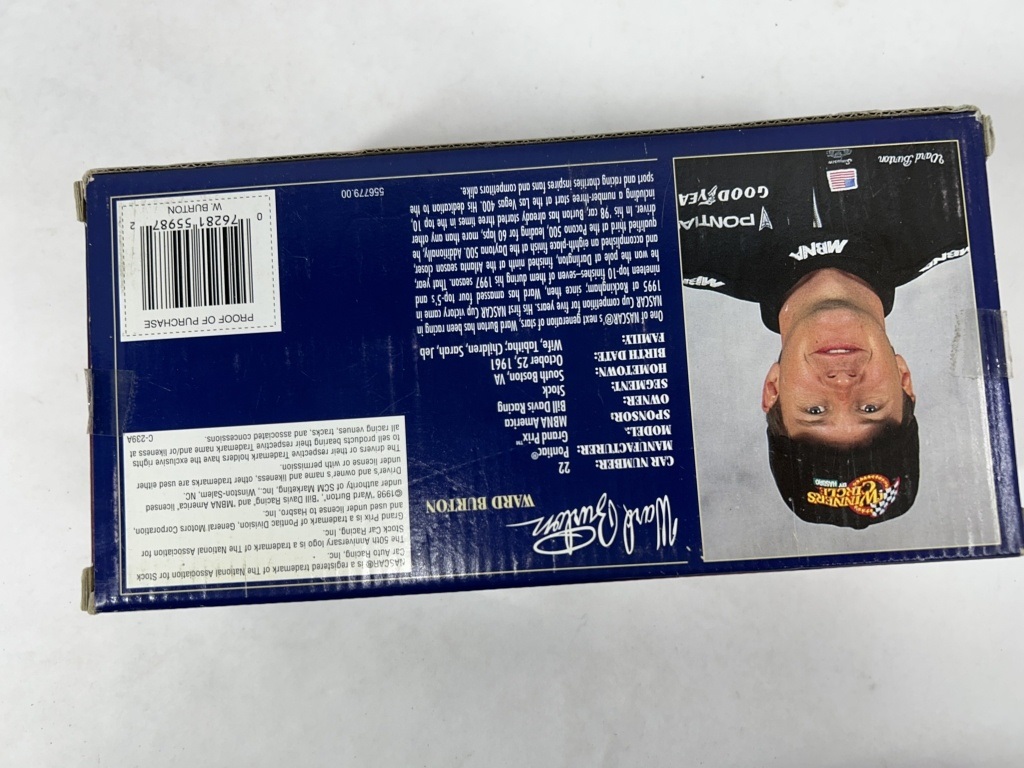 WINNERS
CIRCLE
BY HASBRO
MBNA
MBNA
MBNA
PONTIA
GOODYEA
Ward Burton
Ward Burton
WARD BURTON
CAR NUMBER: 22
MANUFACTURER: Pontiac®
MODEL: Grand Prix™
SPONSOR: MBNA America
OWNER: Bill Davis Racing
SEGMENT: Stock
HOMETOWN: South Boston, VA
BIRTH DATE: October 25, 1961
FAMILY: Wife, Tabitha; Children, Sarah, Jeb
One of NASCAR®'s next generation of stars, Ward Burton has been racing in
NASCAR Cup competition for five years. His first NASCAR Cup victory came in
1995 at Rockingham; since then, Ward has amassed four top-5's and
nineteen top-10 finishes–seven of them during his 1997 season. That year,
he won the pole at Darlington, finished ninth at the Atlanta season closer,
and accomplished an eighth-place finish at the Daytona 500. Additionally, he
qualified third at the Pocono 500, leading for 60 laps, more than any other
driver. In his '98 car, Burton has already started three times in the top 10,
including a number-three start at the Las Vegas 400. His dedication to the
sport and racing charities inspires fans and competitors alike.
556779.00
NASCAR® is a registered trademark of The National Association for Stock
Car Auto Racing, Inc.
The 50th Anniversary logo is a trademark of The National Association for
Stock Car, Racing, Inc.
Grand Prix is a trademark of Pontiac Division, General Motors Corporation,
and used under license to Hasbro, Inc.
©1998 'Ward Burton', 'Bill Davis' Racing' and 'MBNA America' licensed
under authority of SCM Marketing, Inc., Winston-Salem, NC.
Driver's and owner's name and likeness, other trademarks are used either
under license or with permission.
The drivers or their respective Trademark holders have the exclusive rights
to sell products bearing their respective Trademark name and/or likeness at
all racing venues, tracks, and assigned concessions.
C-239A
PROOF OF PURCHASE
0 76281 55987 2
W. BURTON